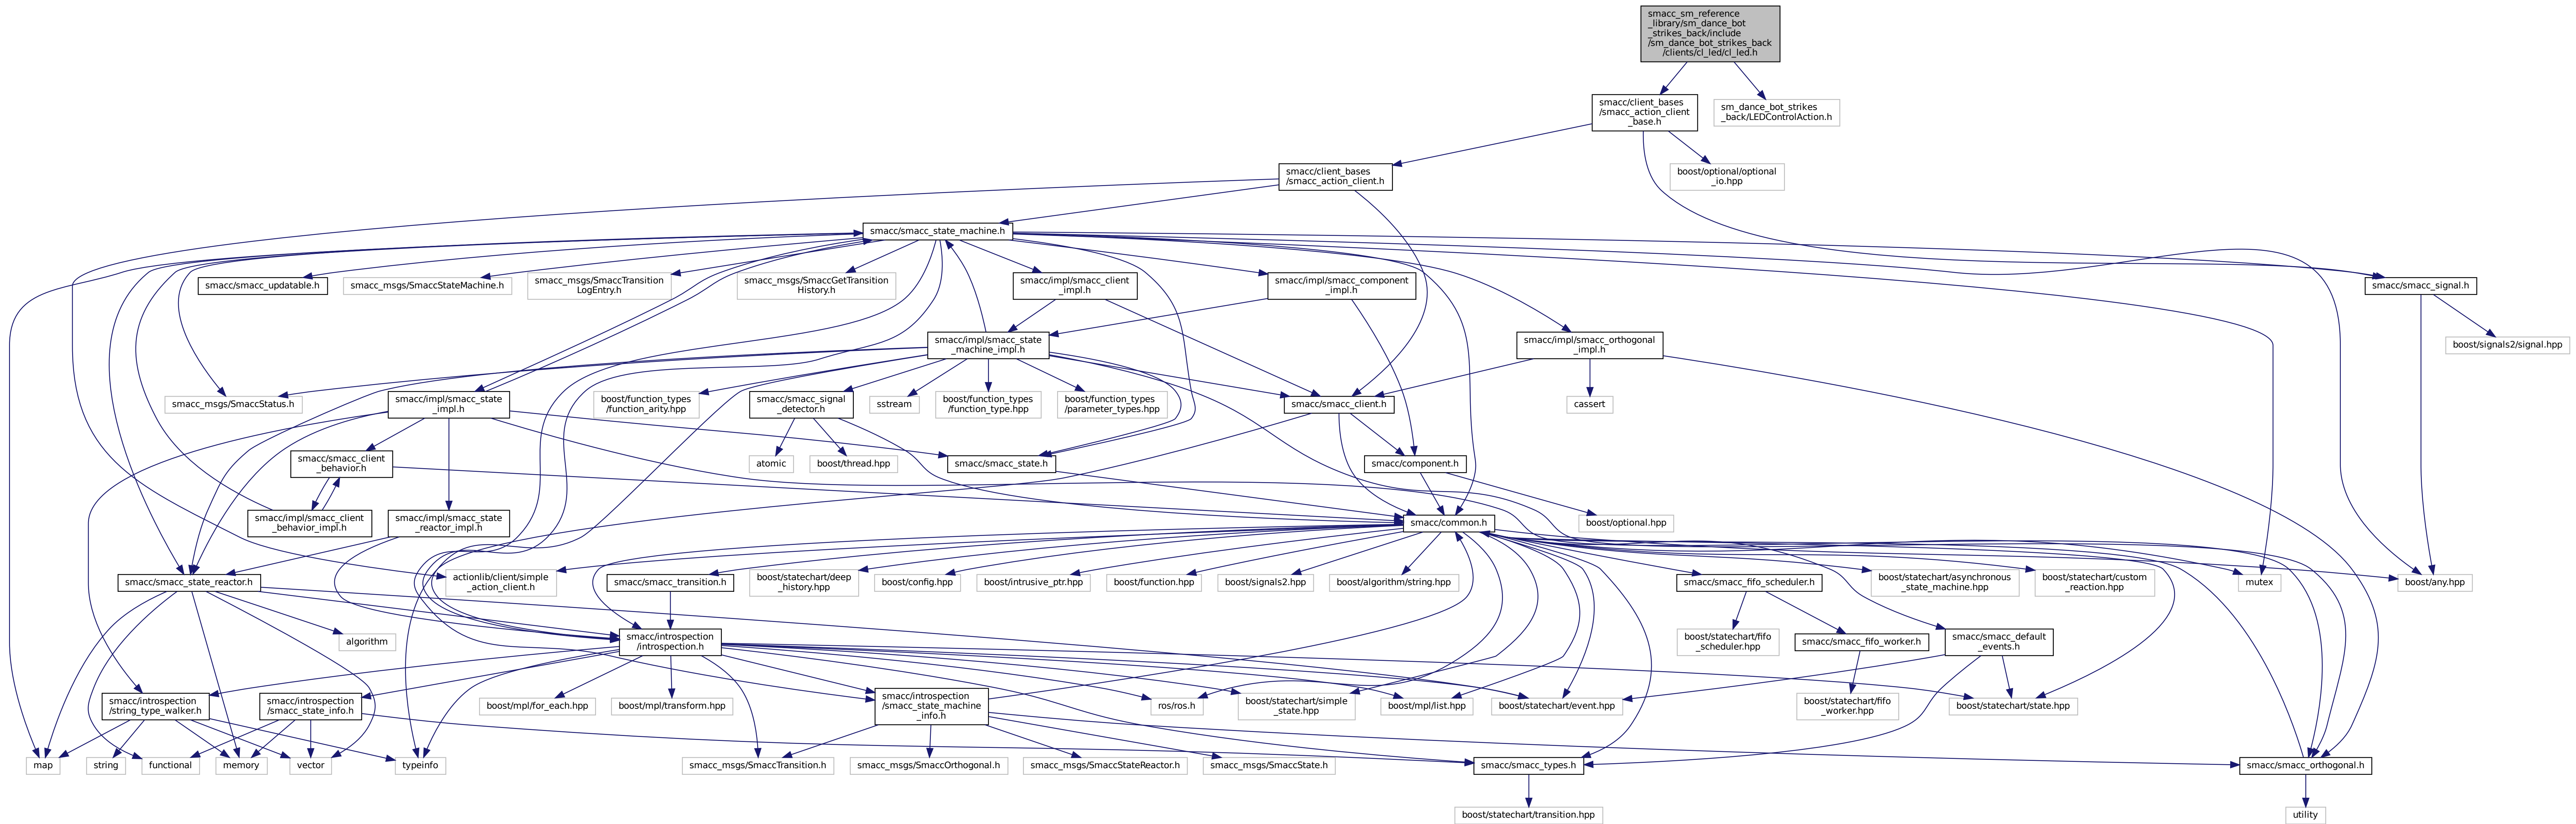 smacc_sm_reference
_library/sm_dance_bot
_strikes_back/include
/sm_dance_bot_strikes_back
/clients/cl_led/cl_led.h
smacc/client_bases
/smacc_action_client
_base.h
sm_dance_bot_strikes
_back/LEDControlAction.h
smacc/client_bases
/smacc_action_client.h
boost/optional/optional
_io.hpp
smacc/smacc_state_machine.h
smacc/smacc_updatable.h
smacc_msgs/SmaccStateMachine.h
smacc_msgs/SmaccTransition
LogEntry.h
smacc_msgs/SmaccGetTransition
History.h
smacc/impl/smacc_client
_impl.h
smacc/impl/smacc_component
_impl.h
smacc/smacc_signal.h
smacc/impl/smacc_state
_machine_impl.h
smacc/impl/smacc_orthogonal
_impl.h
boost/signals2/signal.hpp
smacc_msgs/SmaccStatus.h
smacc/impl/smacc_state
_impl.h
boost/function_types
/function_arity.hpp
smacc/smacc_signal
_detector.h
sstream
boost/function_types
/function_type.hpp
boost/function_types
/parameter_types.hpp
smacc/smacc_client.h
cassert
smacc/smacc_client
_behavior.h
atomic
boost/thread.hpp
smacc/smacc_state.h
smacc/component.h
smacc/impl/smacc_client
_behavior_impl.h
smacc/impl/smacc_state
_reactor_impl.h
smacc/common.h
boost/optional.hpp
smacc/smacc_state_reactor.h
actionlib/client/simple
_action_client.h
smacc/smacc_transition.h
boost/statechart/deep
_history.hpp
boost/config.hpp
boost/intrusive_ptr.hpp
boost/function.hpp
boost/signals2.hpp
boost/algorithm/string.hpp
smacc/smacc_fifo_scheduler.h
boost/statechart/asynchronous
_state_machine.hpp
boost/statechart/custom
_reaction.hpp
mutex
boost/any.hpp
algorithm
smacc/introspection
/introspection.h
boost/statechart/fifo
_scheduler.hpp
smacc/smacc_fifo_worker.h
smacc/smacc_default
_events.h
smacc/introspection
/string_type_walker.h
smacc/introspection
/smacc_state_info.h
boost/mpl/for_each.hpp
boost/mpl/transform.hpp
smacc/introspection
/smacc_state_machine
_info.h
ros/ros.h
boost/statechart/simple
_state.hpp
boost/mpl/list.hpp
boost/statechart/event.hpp
boost/statechart/fifo
_worker.hpp
boost/statechart/state.hpp
map
string
functional
memory
vector
typeinfo
smacc_msgs/SmaccTransition.h
smacc_msgs/SmaccOrthogonal.h
smacc_msgs/SmaccStateReactor.h
smacc_msgs/SmaccState.h
smacc/smacc_types.h
smacc/smacc_orthogonal.h
boost/statechart/transition.hpp
utility